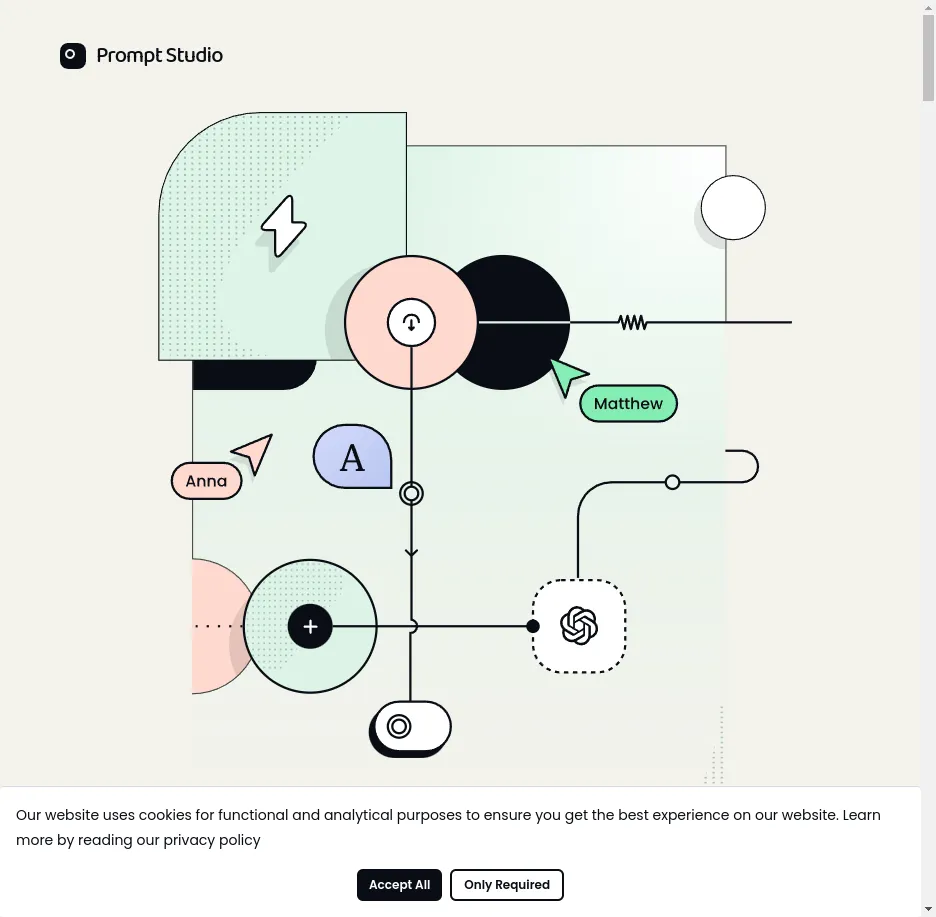 Prompt Studio
Matthew
A
Anna
Our website uses cookies for functional and analytical purposes to ensure you get the best experience on our website. Learn
more by reading our privacy policy
Accept All
Only Required